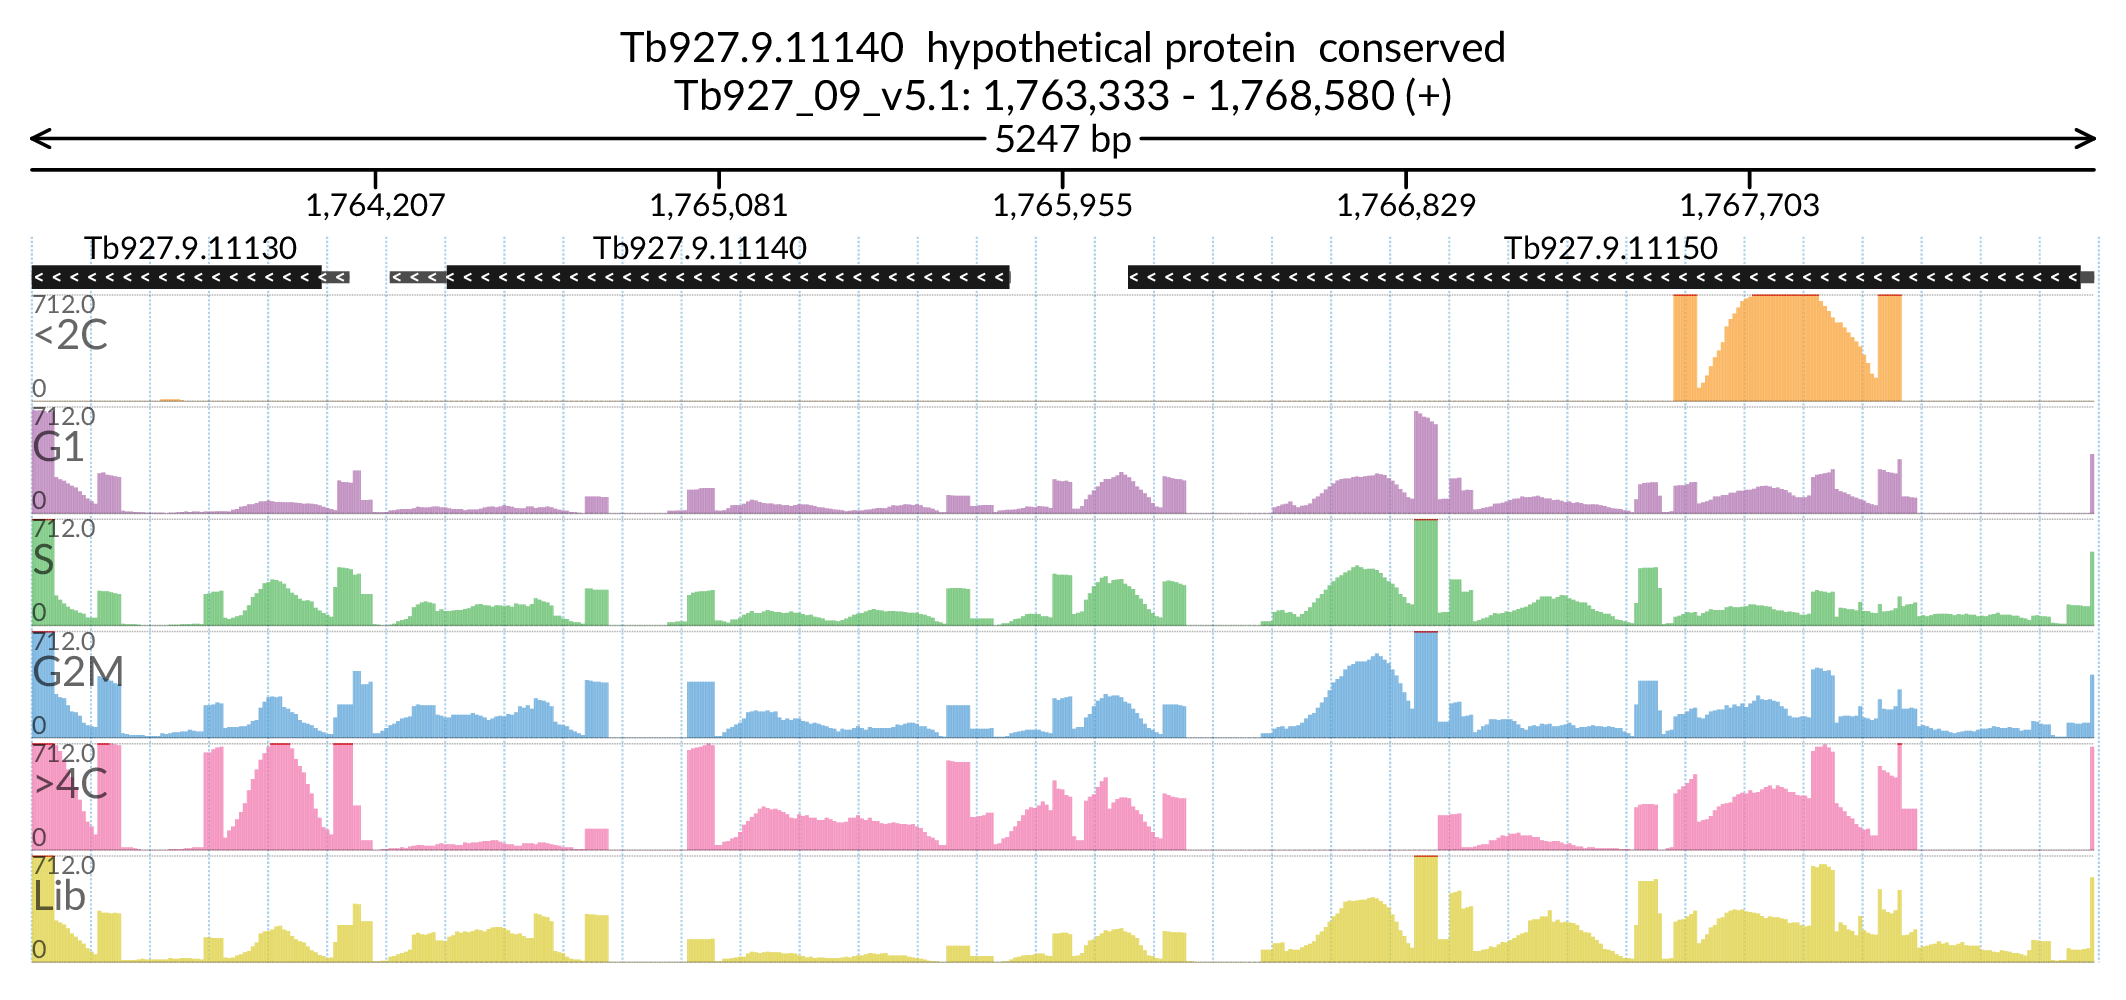 Tb927.9.11140  hypothetical protein  conserved
Tb927_09_v5.1: 1,763,333 - 1,768,580 (+)
5247 bp
1,764,207 1,765,081 1,765,955 1,766,829 1,767,703
Tb927.9.11130 Tb927.9.11140 Tb927.9.11150
712.0
<2C
0
712.0
G1
0
712.0
S
0
712.0
G2M
0
712.0
>4C
0
712.0
Lib
0